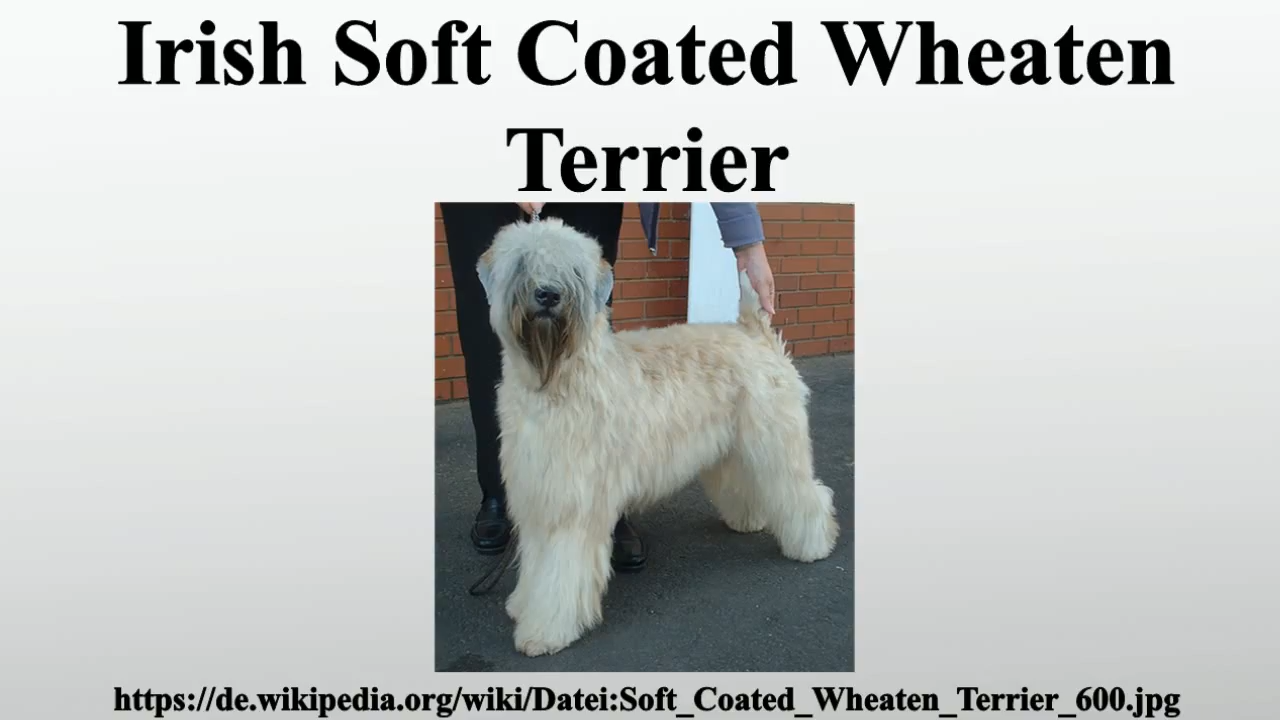 Irish Soft Coated Wheaten
Terrier
https://de.wikipedia.org/wiki/Datei:Soft_Coated_Wheaten_Terrier_600.jpg